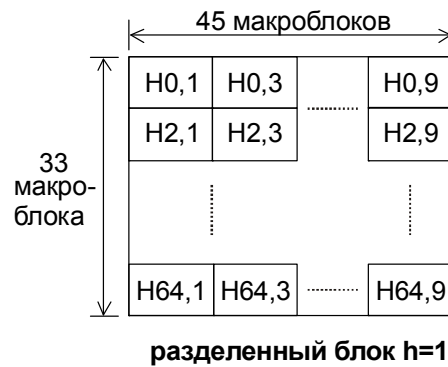 45 макроблоков
H0,1 H0,3 H0,9
H2,1 H2,3 H2,9
33
макро-
блока
H64,1 H64,3 H64,9
разделенный блок h=1